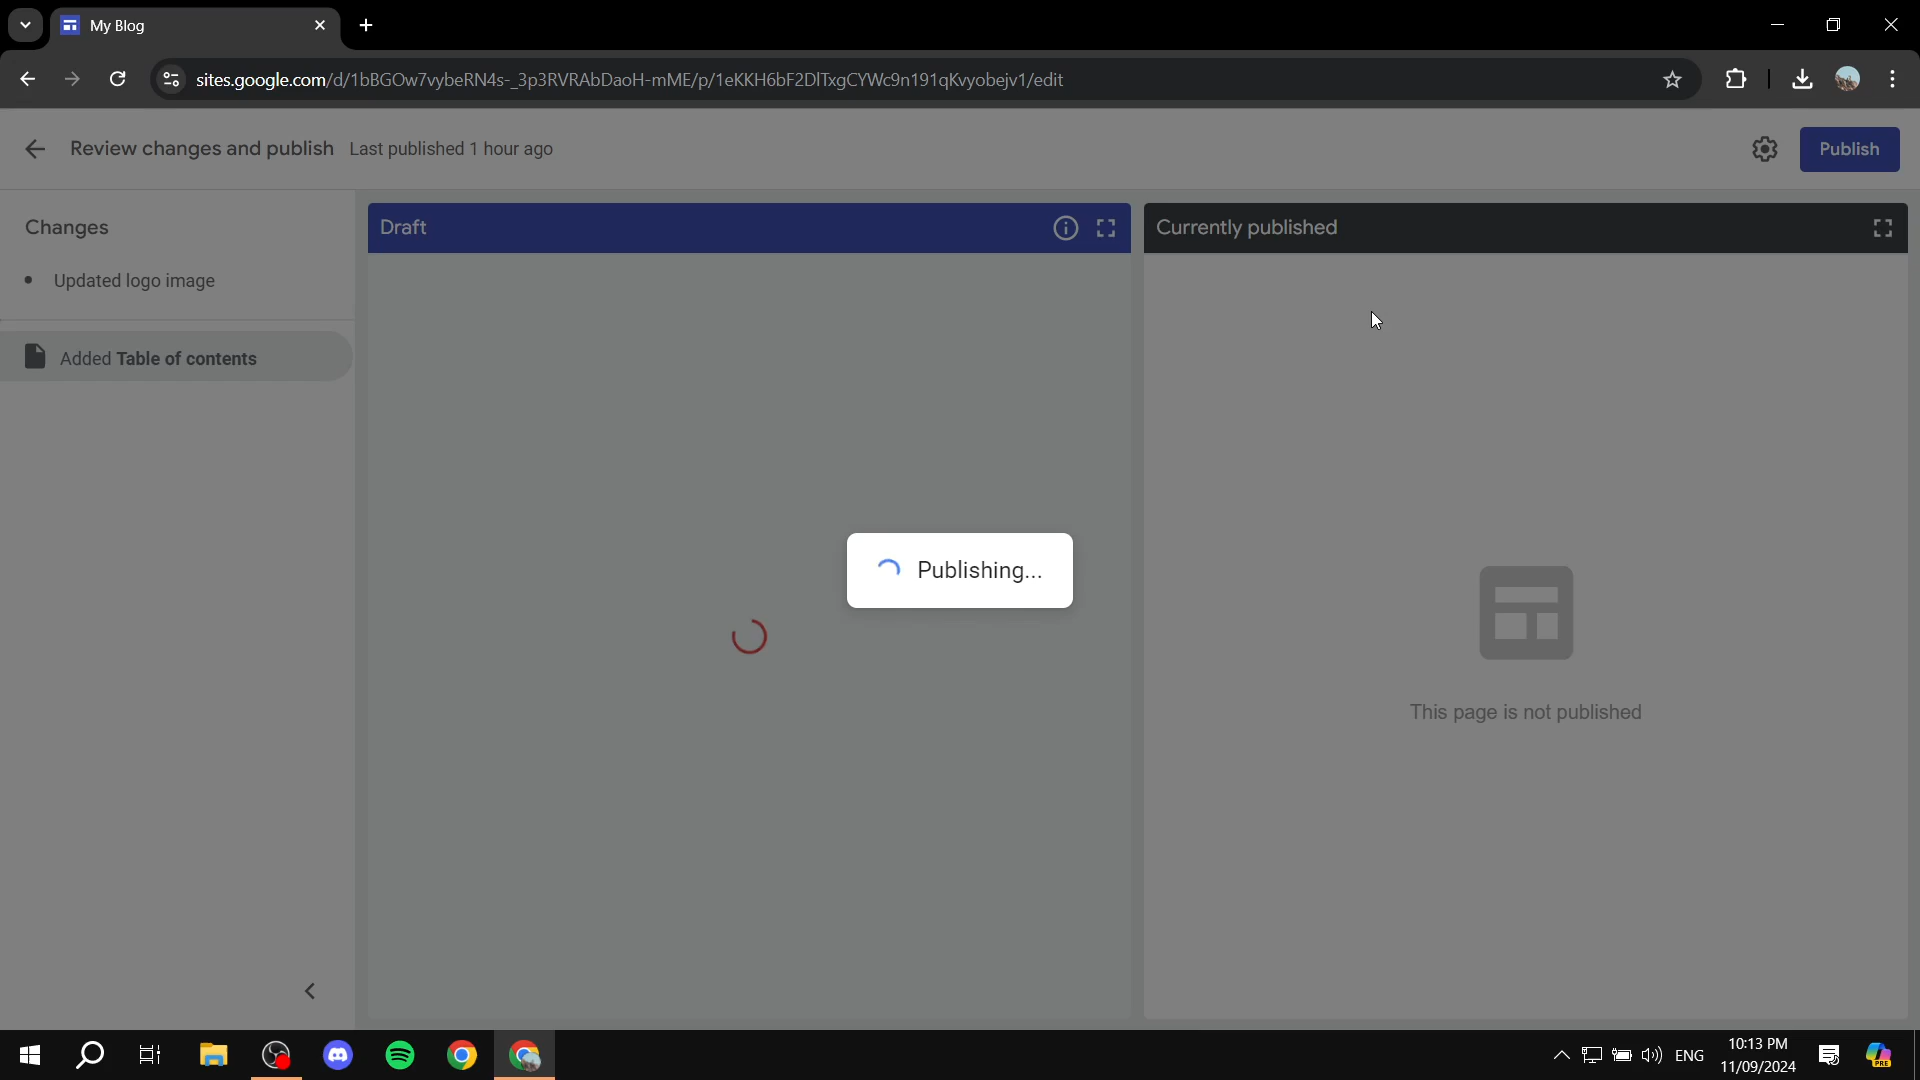 My Blog
sites.google.com/d/1bBGOw7vybeRN4s-_3p3RVRAbDaoH-mME/p/1eKKH6bF2DlTxgCYWc9n191qKvyobejv1/edit
Review changes and publish Last published 1 hour ago
Publish
Changes
Updated logo image
Added Table of contents
Draft
Currently published
Publishing...
This page is not published
ENG
10:13 PM
11/09/2024
PRE